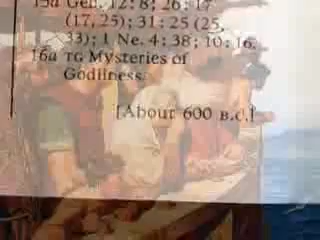 15a Gen. 12:8; 26:17
(17, 25); 31:25 (25,
33); 1 Ne. 4:38; 10:16.
16a TG Mysteries of
Godliness.
[About 600 B.C.]